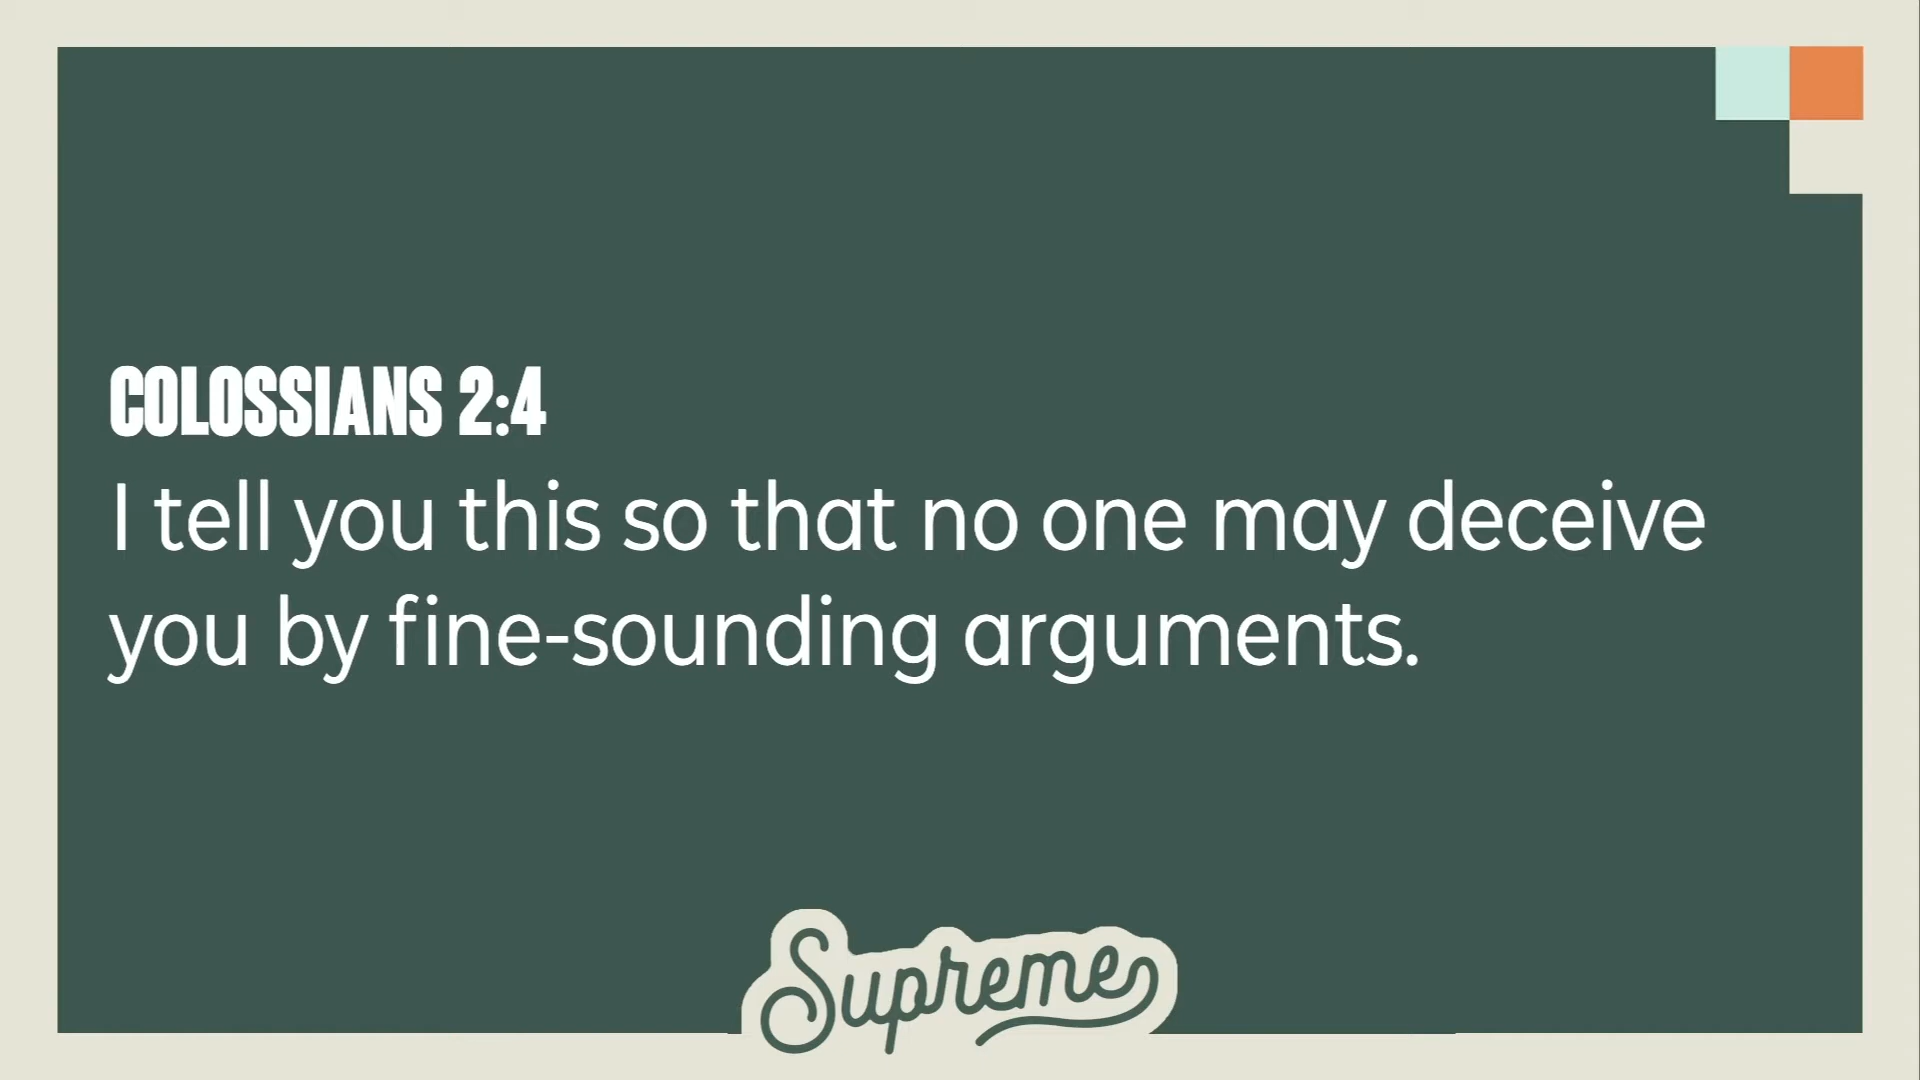 COLOSSIANS 2:4
I tell you this so that no one may deceive
you by fine-sounding arguments.
Supreme